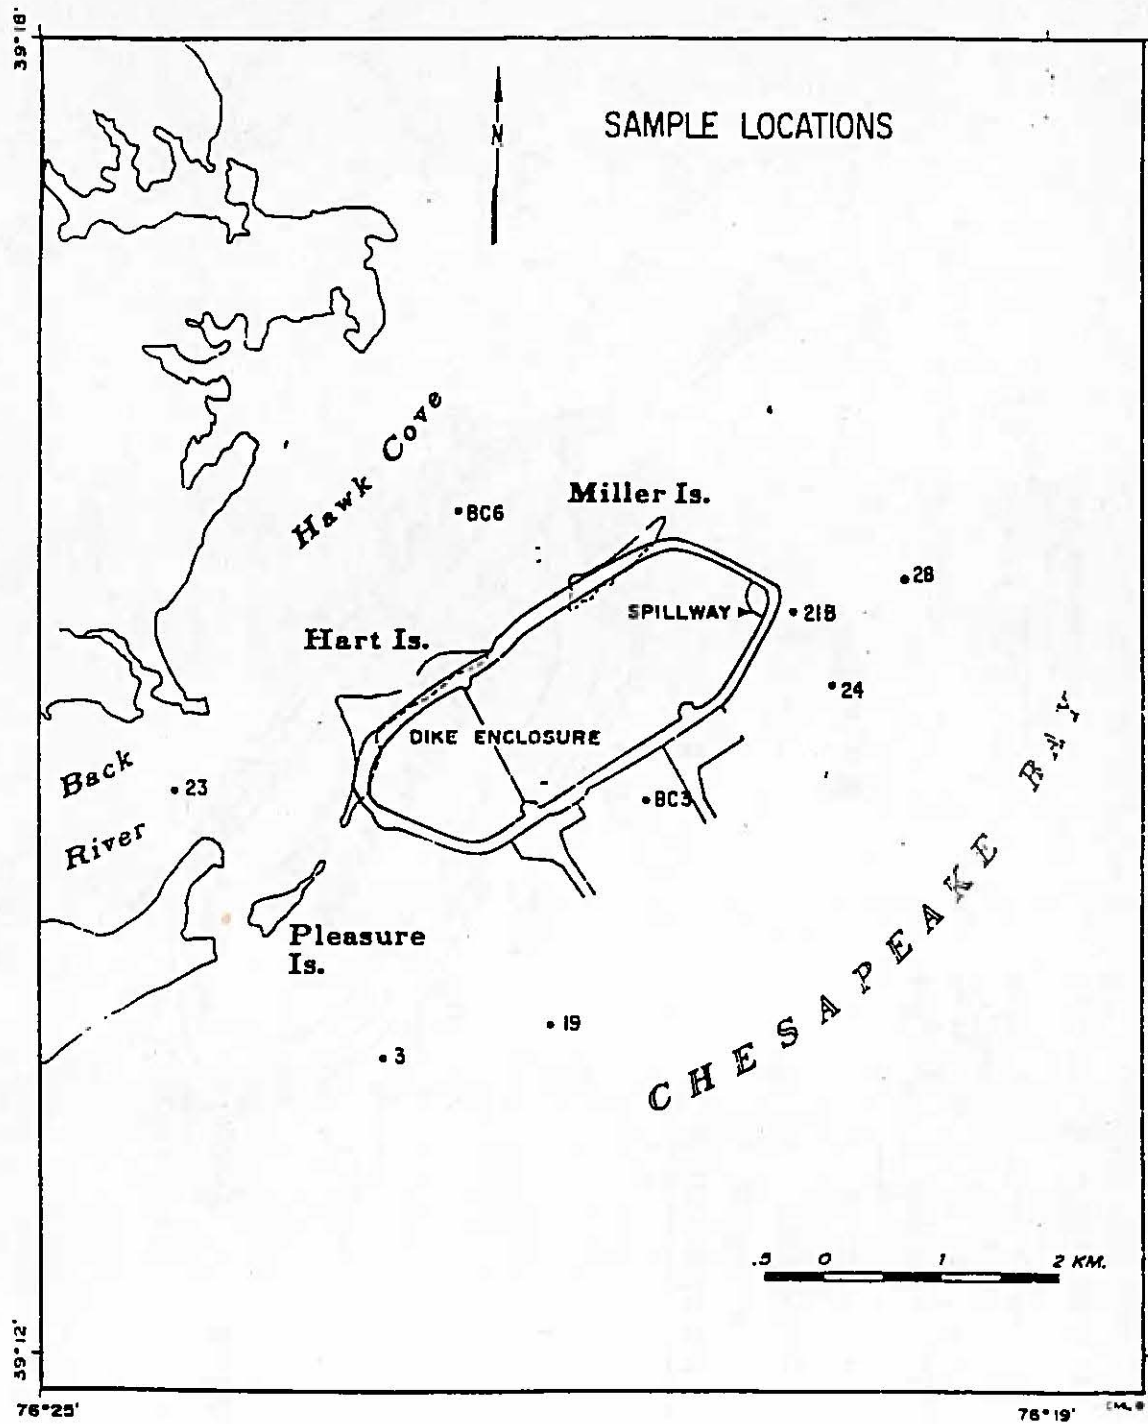 39°18'
N
SAMPLE LOCATIONS
Hawk Cove
Miller Is.
BC6
28
SPILLWAY
21B
Hart Is.
24
DIKE ENCLOSURE
Back
River
23
BC3
Pleasure
Is.
19
3
CHESAPEAKE BAY
.5 0 1 2 KM.
39°12'
76°25'
76°19'